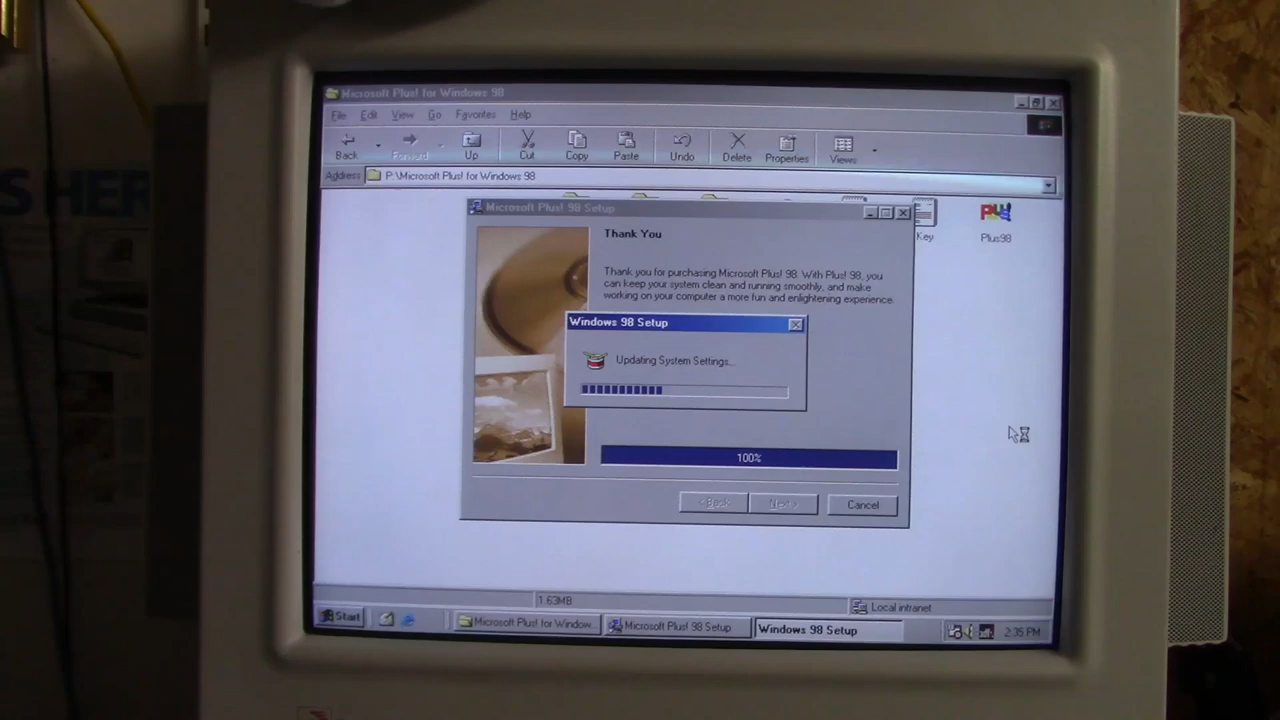 S HER
Microsoft Plus! for Windows 98
File Edit View Go Favorites Help
Back Forward Up Cut Copy Paste Undo Delete Properties Views
Address P:\Microsoft Plus! for Windows 98
Microsoft Plus! 98 Setup
Key
Plus98
Thank You
Thank you for purchasing Microsoft Plus! 98. With Plus! 98, you
can keep your system clean and running smoothly, and make
working on your computer a more fun and enlightening experience.
Windows 98 Setup
Updating System Settings...
100%
< Back Next > Cancel
1.63MB Local intranet
Start Microsoft Plus! for Window... Microsoft Plus! 98 Setup Windows 98 Setup 2:35 PM